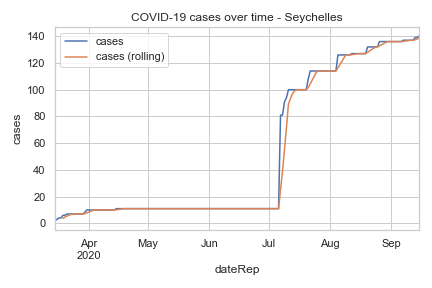 COVID-19 cases over time - Seychelles
cases
cases (rolling)
140
120
100
80
60
40
20
0
cases
Apr May Jun Jul Aug Sep
2020
dateRep